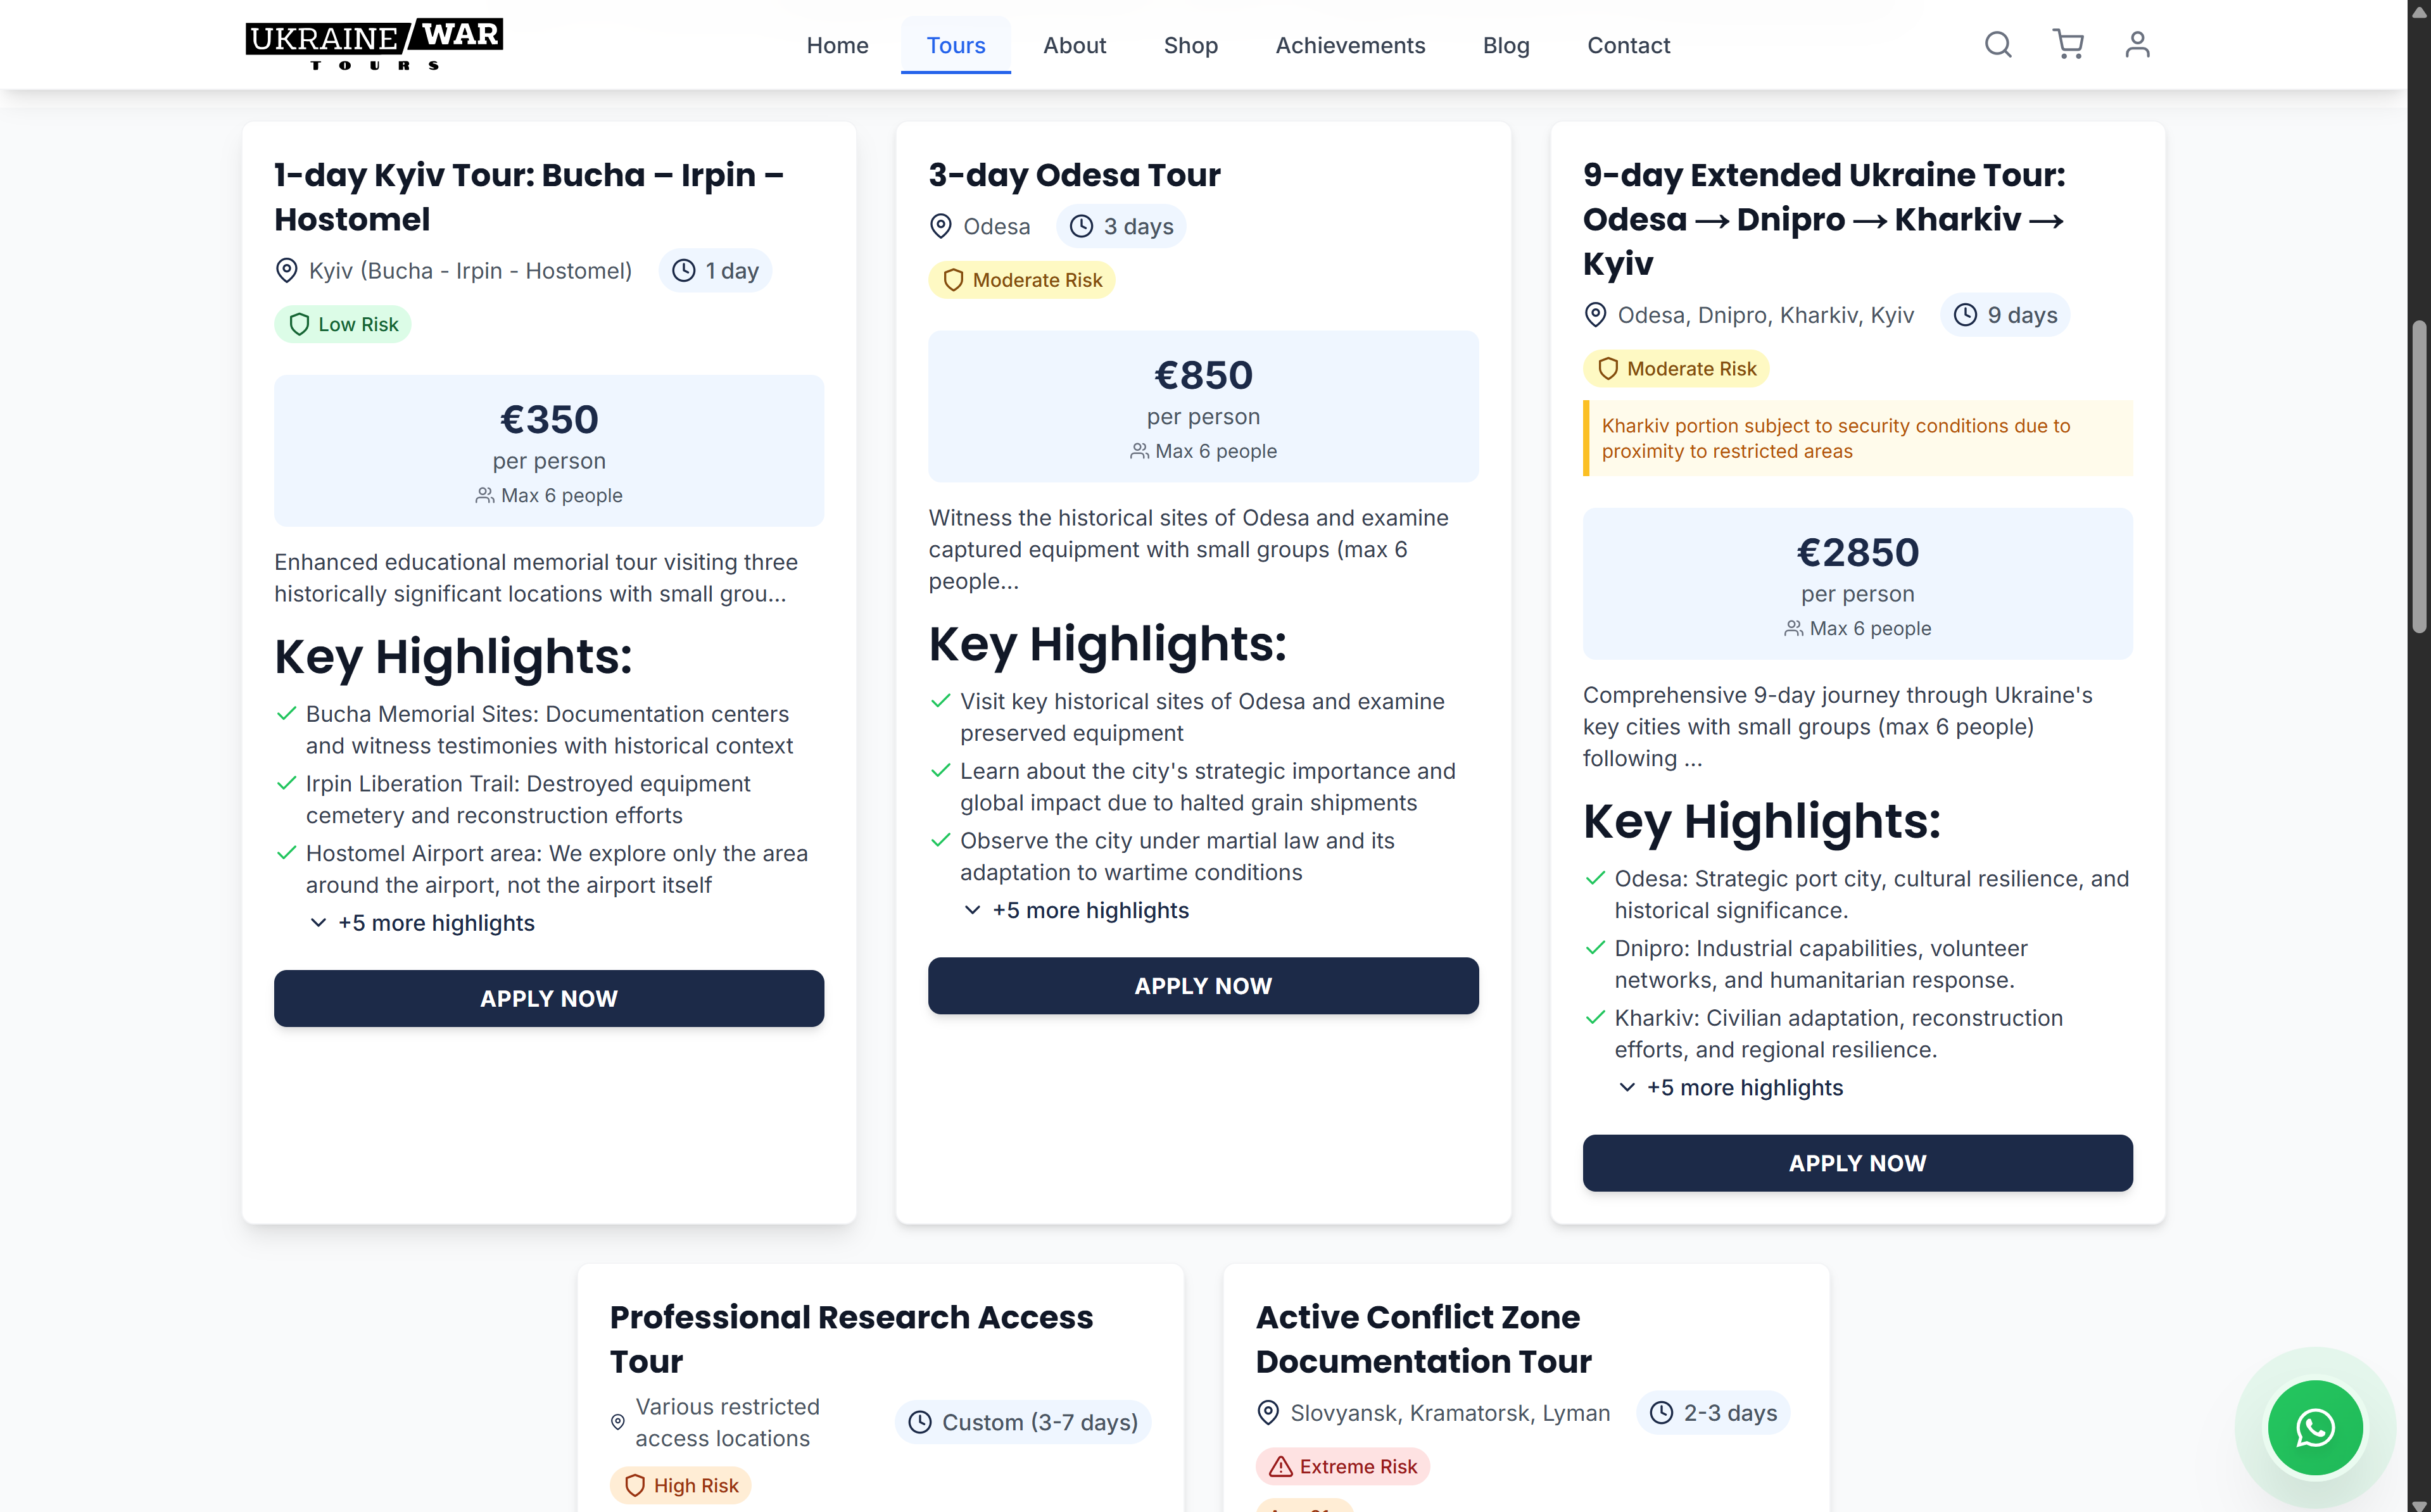 UKRAINE/WAR
TOURS
Home
Tours
About
Shop
Achievements
Blog
Contact
1-day Kyiv Tour: Bucha – Irpin –
Hostomel
Kyiv (Bucha - Irpin - Hostomel)
1 day
Low Risk
€350
per person
Max 6 people
Enhanced educational memorial tour visiting three
historically significant locations with small grou...
Key Highlights:
Bucha Memorial Sites: Documentation centers
and witness testimonies with historical context
Irpin Liberation Trail: Destroyed equipment
cemetery and reconstruction efforts
Hostomel Airport area: We explore only the area
around the airport, not the airport itself
+5 more highlights
APPLY NOW
3-day Odesa Tour
Odesa
3 days
Moderate Risk
€850
per person
Max 6 people
Witness the historical sites of Odesa and examine
captured equipment with small groups (max 6
people...
Key Highlights:
Visit key historical sites of Odesa and examine
preserved equipment
Learn about the city's strategic importance and
global impact due to halted grain shipments
Observe the city under martial law and its
adaptation to wartime conditions
+5 more highlights
APPLY NOW
9-day Extended Ukraine Tour:
Odesa → Dnipro → Kharkiv →
Kyiv
Odesa, Dnipro, Kharkiv, Kyiv
9 days
Moderate Risk
Kharkiv portion subject to security conditions due to
proximity to restricted areas
€2850
per person
Max 6 people
Comprehensive 9-day journey through Ukraine's
key cities with small groups (max 6 people)
following ...
Key Highlights:
Odesa: Strategic port city, cultural resilience, and
historical significance.
Dnipro: Industrial capabilities, volunteer
networks, and humanitarian response.
Kharkiv: Civilian adaptation, reconstruction
efforts, and regional resilience.
+5 more highlights
APPLY NOW
Professional Research Access
Tour
Various restricted
access locations
Custom (3-7 days)
High Risk
Active Conflict Zone
Documentation Tour
Slovyansk, Kramatorsk, Lyman
2-3 days
Extreme Risk